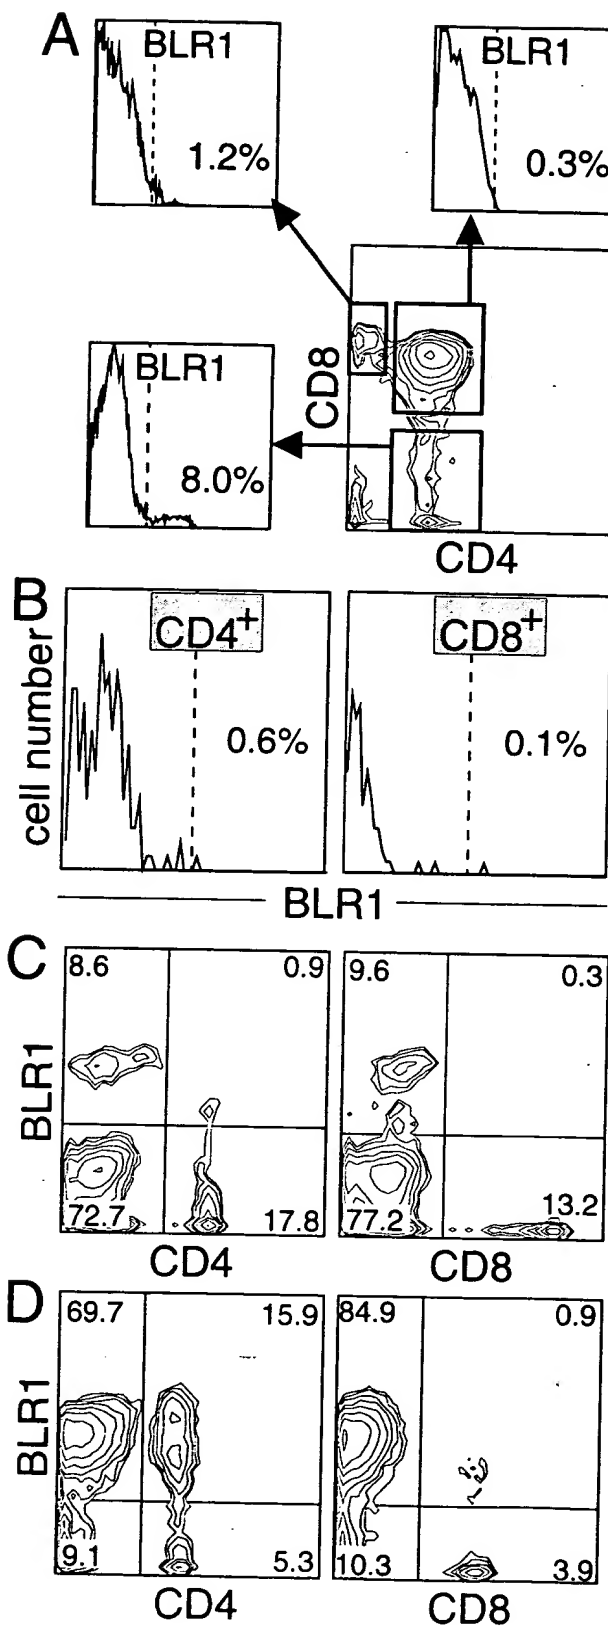 A
BLR1
1.2%
BLR1
0.3%
BLR1
8.0%
CD8
CD4
B
cell number
CD4+
0.6%
CD8+
0.1%
BLR1
C
BLR1
8.6 0.9
72.7 17.8
CD4
9.6 0.3
77.2 13.2
CD8
D
BLR1
69.7 15.9
9.1 5.3
CD4
84.9 0.9
10.3 3.9
CD8